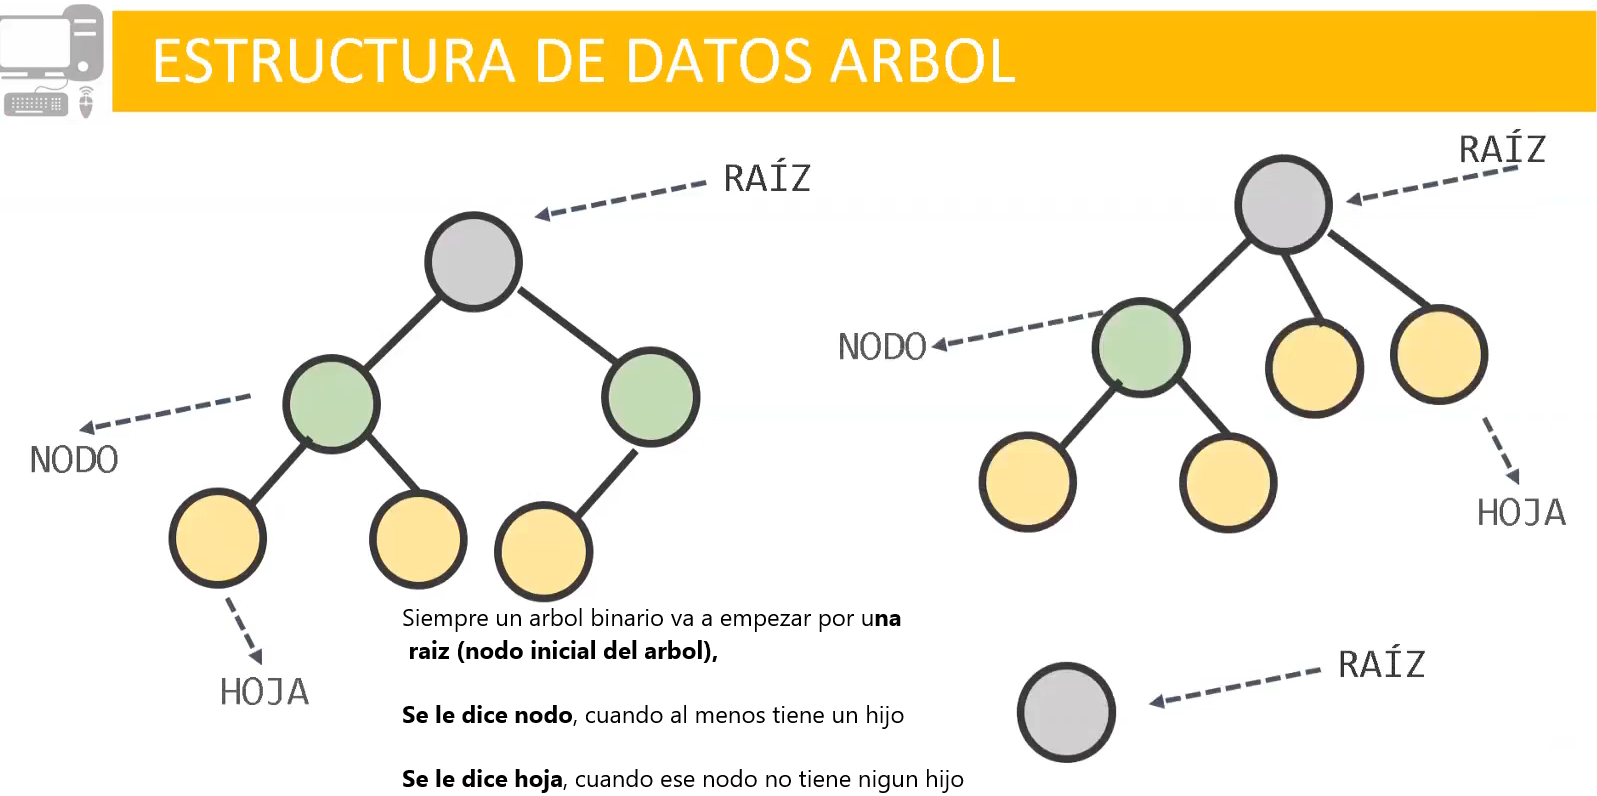 ESTRUCTURA DE DATOS ARBOL
RAÍZ
NODO
HOJA
RAÍZ
NODO
HOJA
Siempre un arbol binario va a empezar por una
raiz (nodo inicial del arbol),
Se le dice nodo, cuando al menos tiene un hijo
Se le dice hoja, cuando ese nodo no tiene nigun hijo
RAÍZ